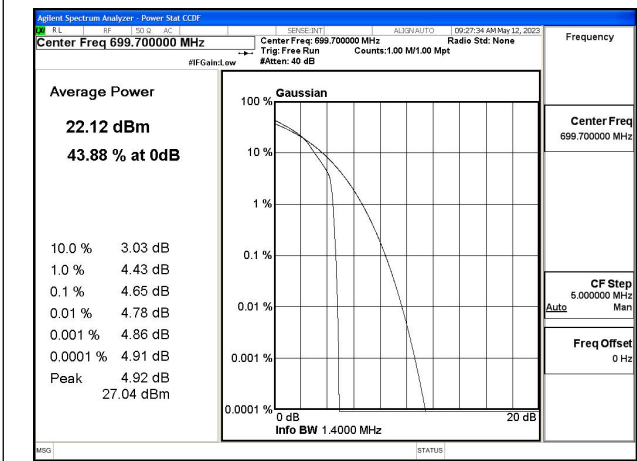 Agilent Spectrum Analyzer - Power Stat CCDF
RL RF 50 Ω AC SENSE:INT ALIGN AUTO 09:27:34 AM May 12, 2023
Center Freq 699.700000 MHz
Center Freq: 699.700000 MHz Radio Std: None
Trig: Free Run Counts:1.00 M/1.00 Mpt
#IFGain:Low #Atten: 40 dB
Frequency
Average Power
22.12 dBm
43.88 % at 0dB
10.0 % 3.03 dB
1.0 % 4.43 dB
0.1 % 4.65 dB
0.01 % 4.78 dB
0.001 % 4.86 dB
0.0001 % 4.91 dB
Peak 4.92 dB
27.04 dBm
Gaussian
100 %
10 %
1 %
0.1 %
0.01 %
0.001 %
0.0001 %
0 dB 20 dB
Info BW 1.4000 MHz
Center Freq
699.700000 MHz
CF Step
5.000000 MHz
Auto Man
Freq Offset
0 Hz
MSG STATUS